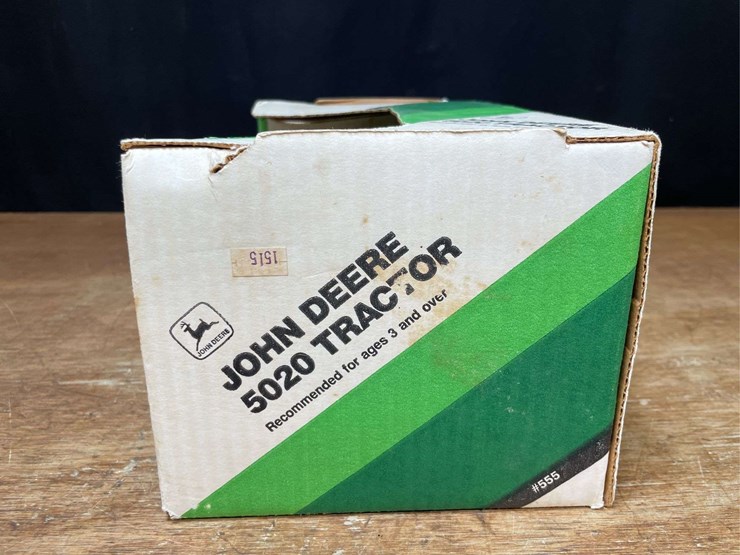 1515
JOHN DEERE
JOHN DEERE
5020 TRACTOR
Recommended for ages 3 and over
#555